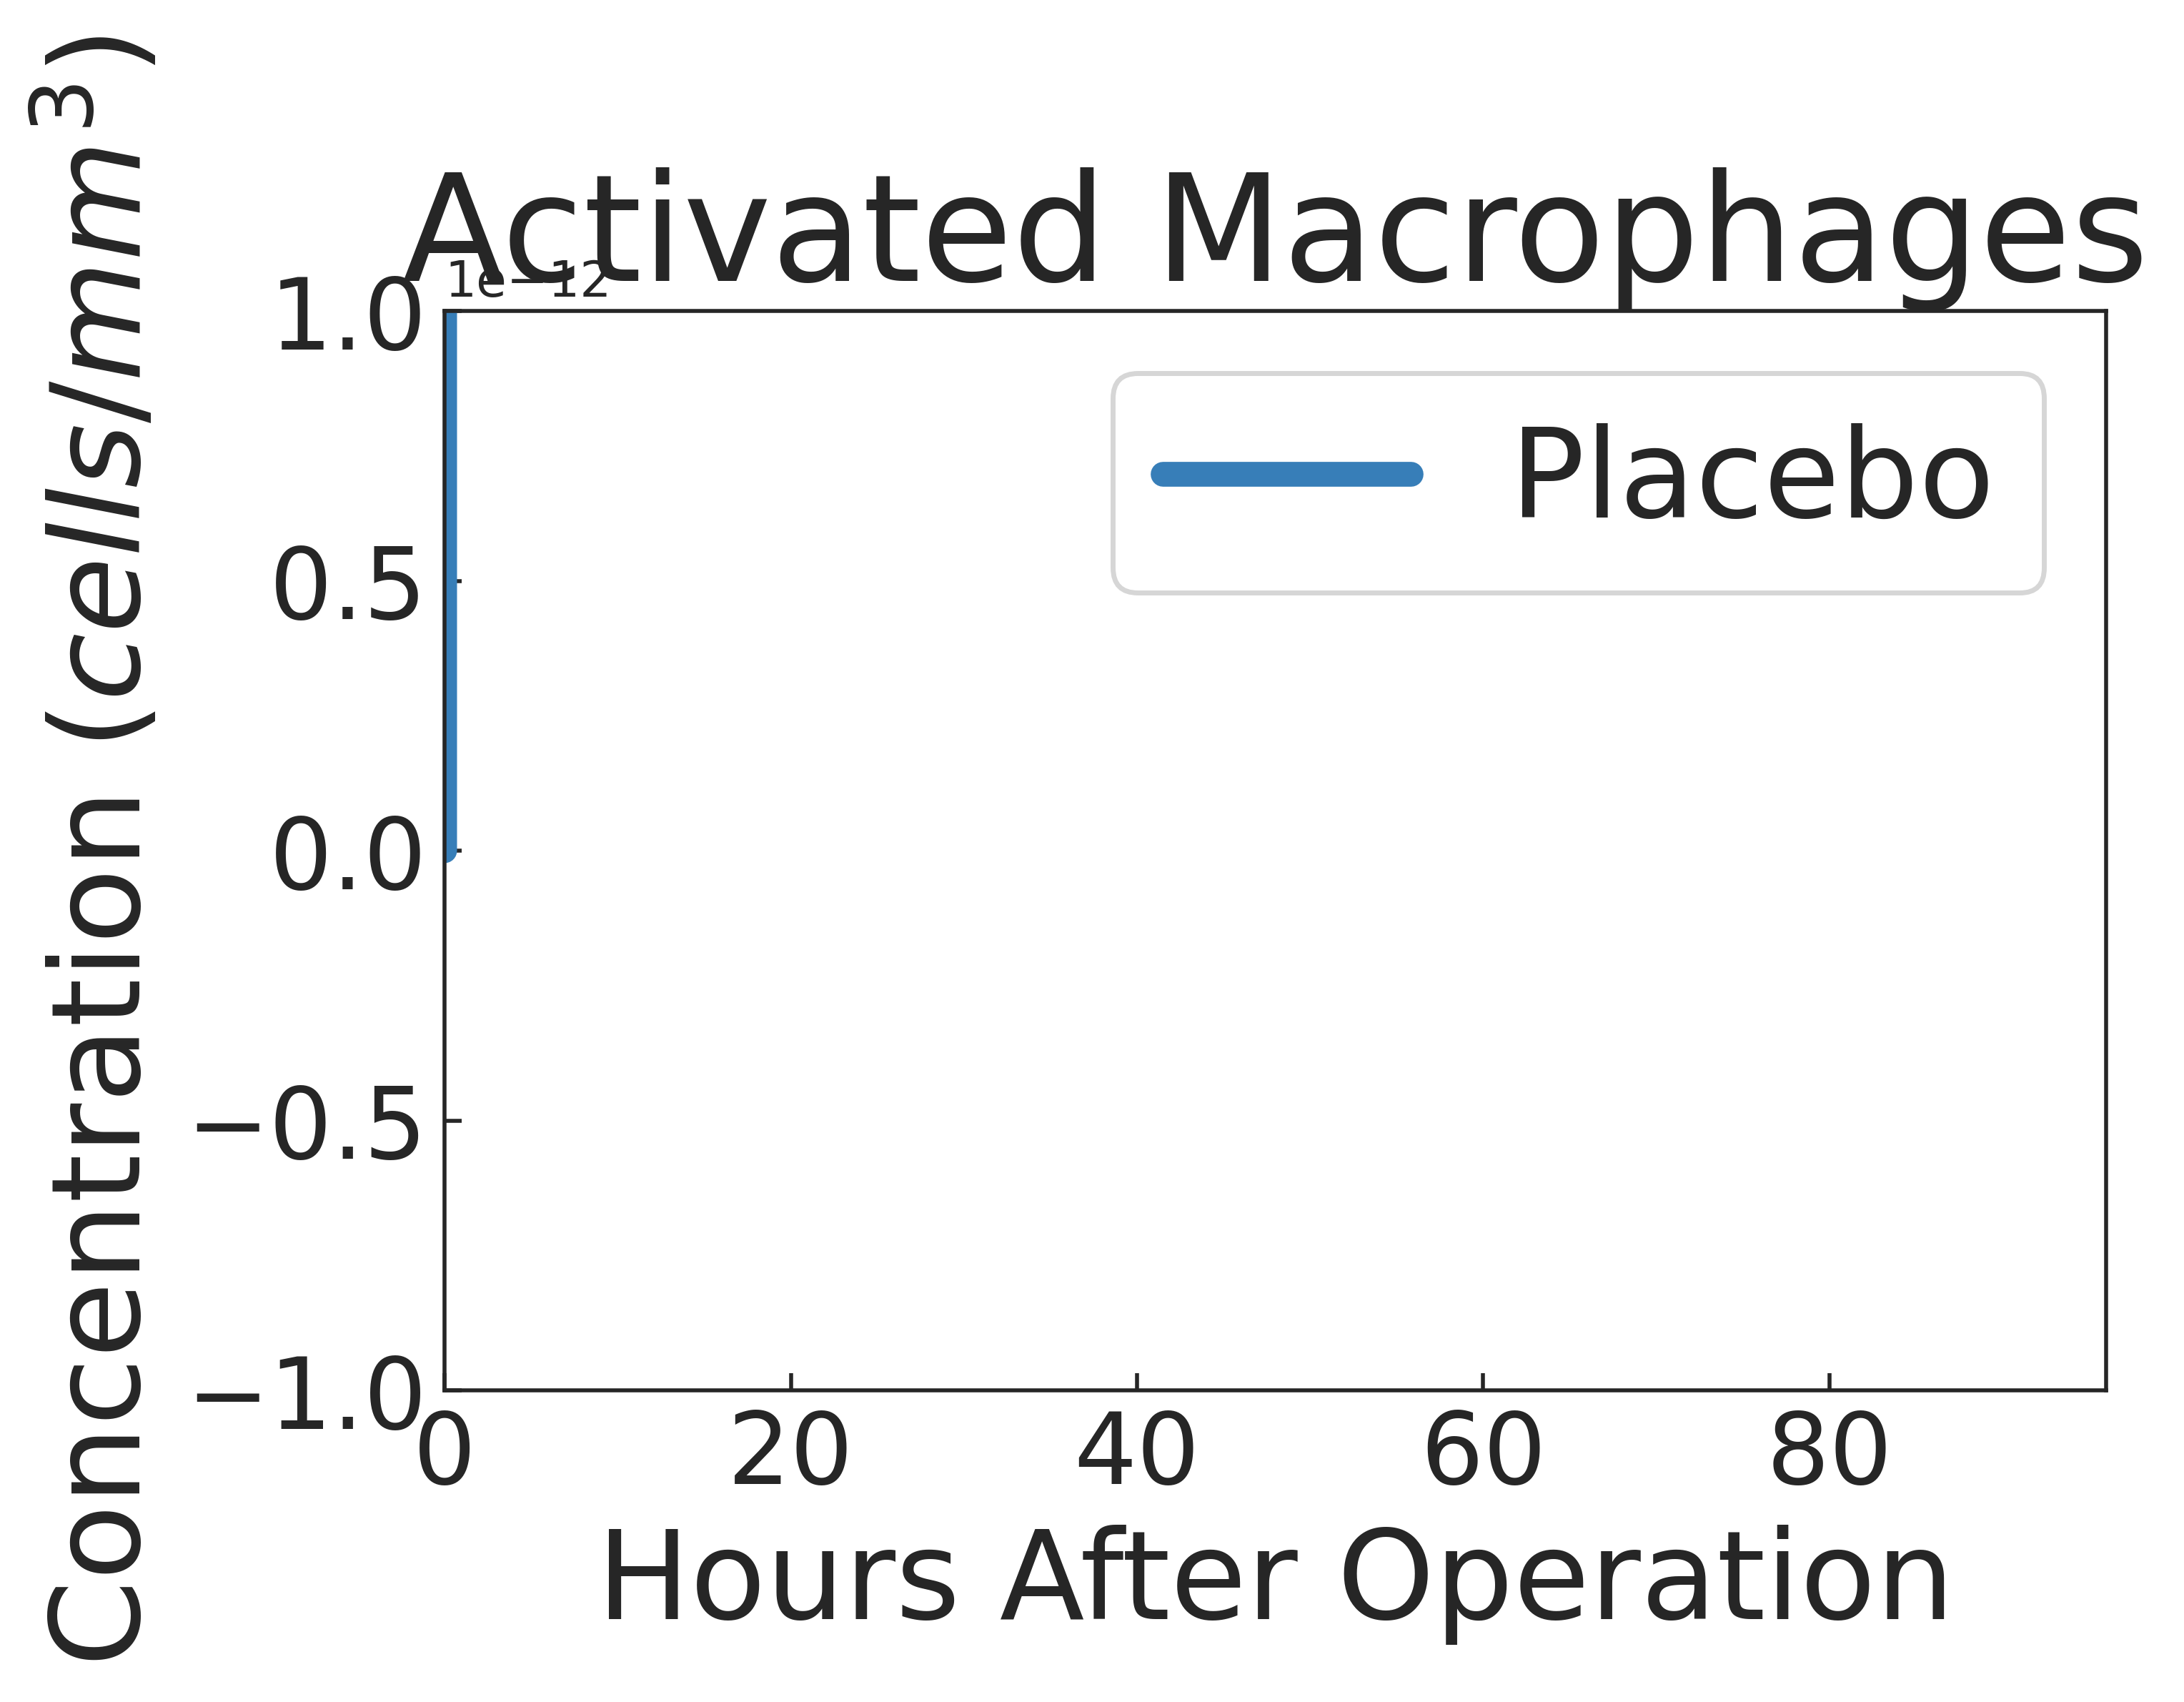 Activated Macrophages
1e−12
1.0
0.5
0.0
−0.5
−1.0
Concentration (cells/mm³)
Placebo
0 20 40 60 80
Hours After Operation